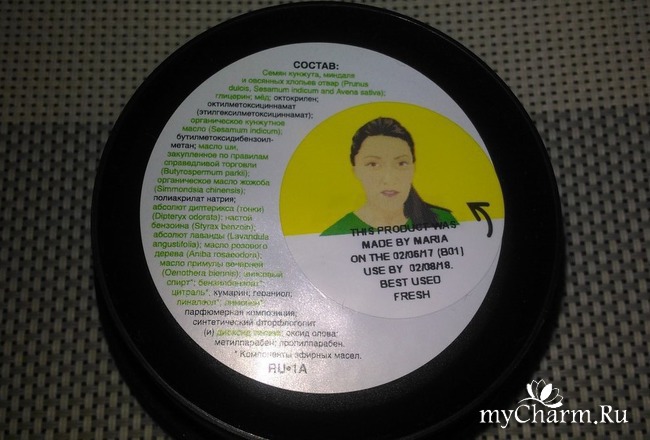 СОСТАВ:
Семян кунжута, миндаля
и овсяных хлопьев отвар (Prunus
dulcis, Sesamum indicum and Avena sativa);
глицерин; мёд; октокрилен;
октилметоксициннамат
(этилгексилметоксициннамат);
органическое кунжутное
масло (Sesamum indicum);
бутилметоксидибензоил-
метан; масло ши,
закупленное по правилам
справедливой торговли
(Butyrospermum parkii);
органическое масло жожоба
(Simmondsia chinensis);
полиакрилат натрия;
абсолют диптерикса (тонки)
(Dipteryx odorata); настой
бензоина (Styrax benzoin);
абсолют лаванды (Lavandula
angustifolia); масло розового
дерева (Aniba rosaeodora);
масло примулы вечерней
(Oenothera biennis);
спирт*; бензилбензоат*,
цитраль*, кумарин; гераниол;
линалоол*; лимонен*;
парфюмерная композиция;
синтетический фторфлогопит
(и) диоксид титана; оксид олова;
метилпарабен; пропилпарабен.
* Компоненты эфирных масел.
RU•1A
THIS PRODUCT WAS
MADE BY MARIA
ON THE 02/06/17 (B01)
USE BY 02/08/18.
BEST USED
FRESH
myCharm.Ru